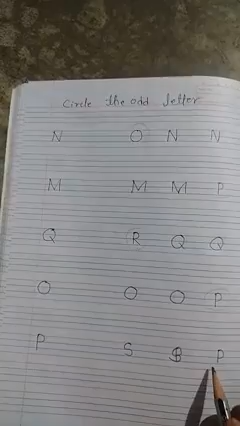 Circle the odd letter
N O N N
M M M P
Q R Q Q
O O O P
P S B P